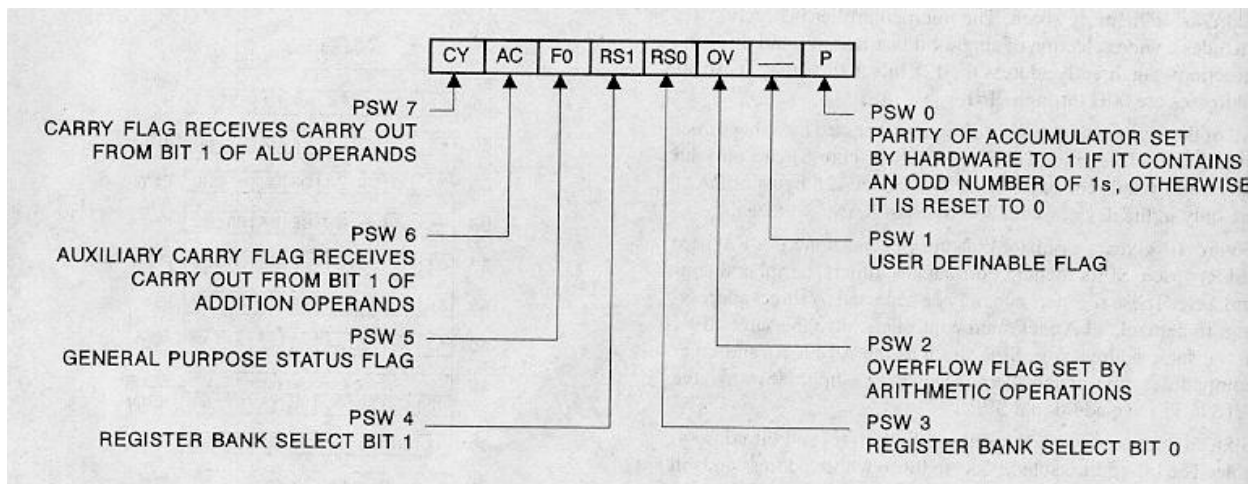 CY AC F0 RS1 RS0 OV P
PSW 7
CARRY FLAG RECEIVES CARRY OUT
FROM BIT 1 OF ALU OPERANDS
PSW 6
AUXILIARY CARRY FLAG RECEIVES
CARRY OUT FROM BIT 1 OF
ADDITION OPERANDS
PSW 5
GENERAL PURPOSE STATUS FLAG
PSW 4
REGISTER BANK SELECT BIT 1
PSW 0
PARITY OF ACCUMULATOR SET
BY HARDWARE TO 1 IF IT CONTAINS
AN ODD NUMBER OF 1s, OTHERWISE
IT IS RESET TO 0
PSW 1
USER DEFINABLE FLAG
PSW 2
OVERFLOW FLAG SET BY
ARITHMETIC OPERATIONS
PSW 3
REGISTER BANK SELECT BIT 0